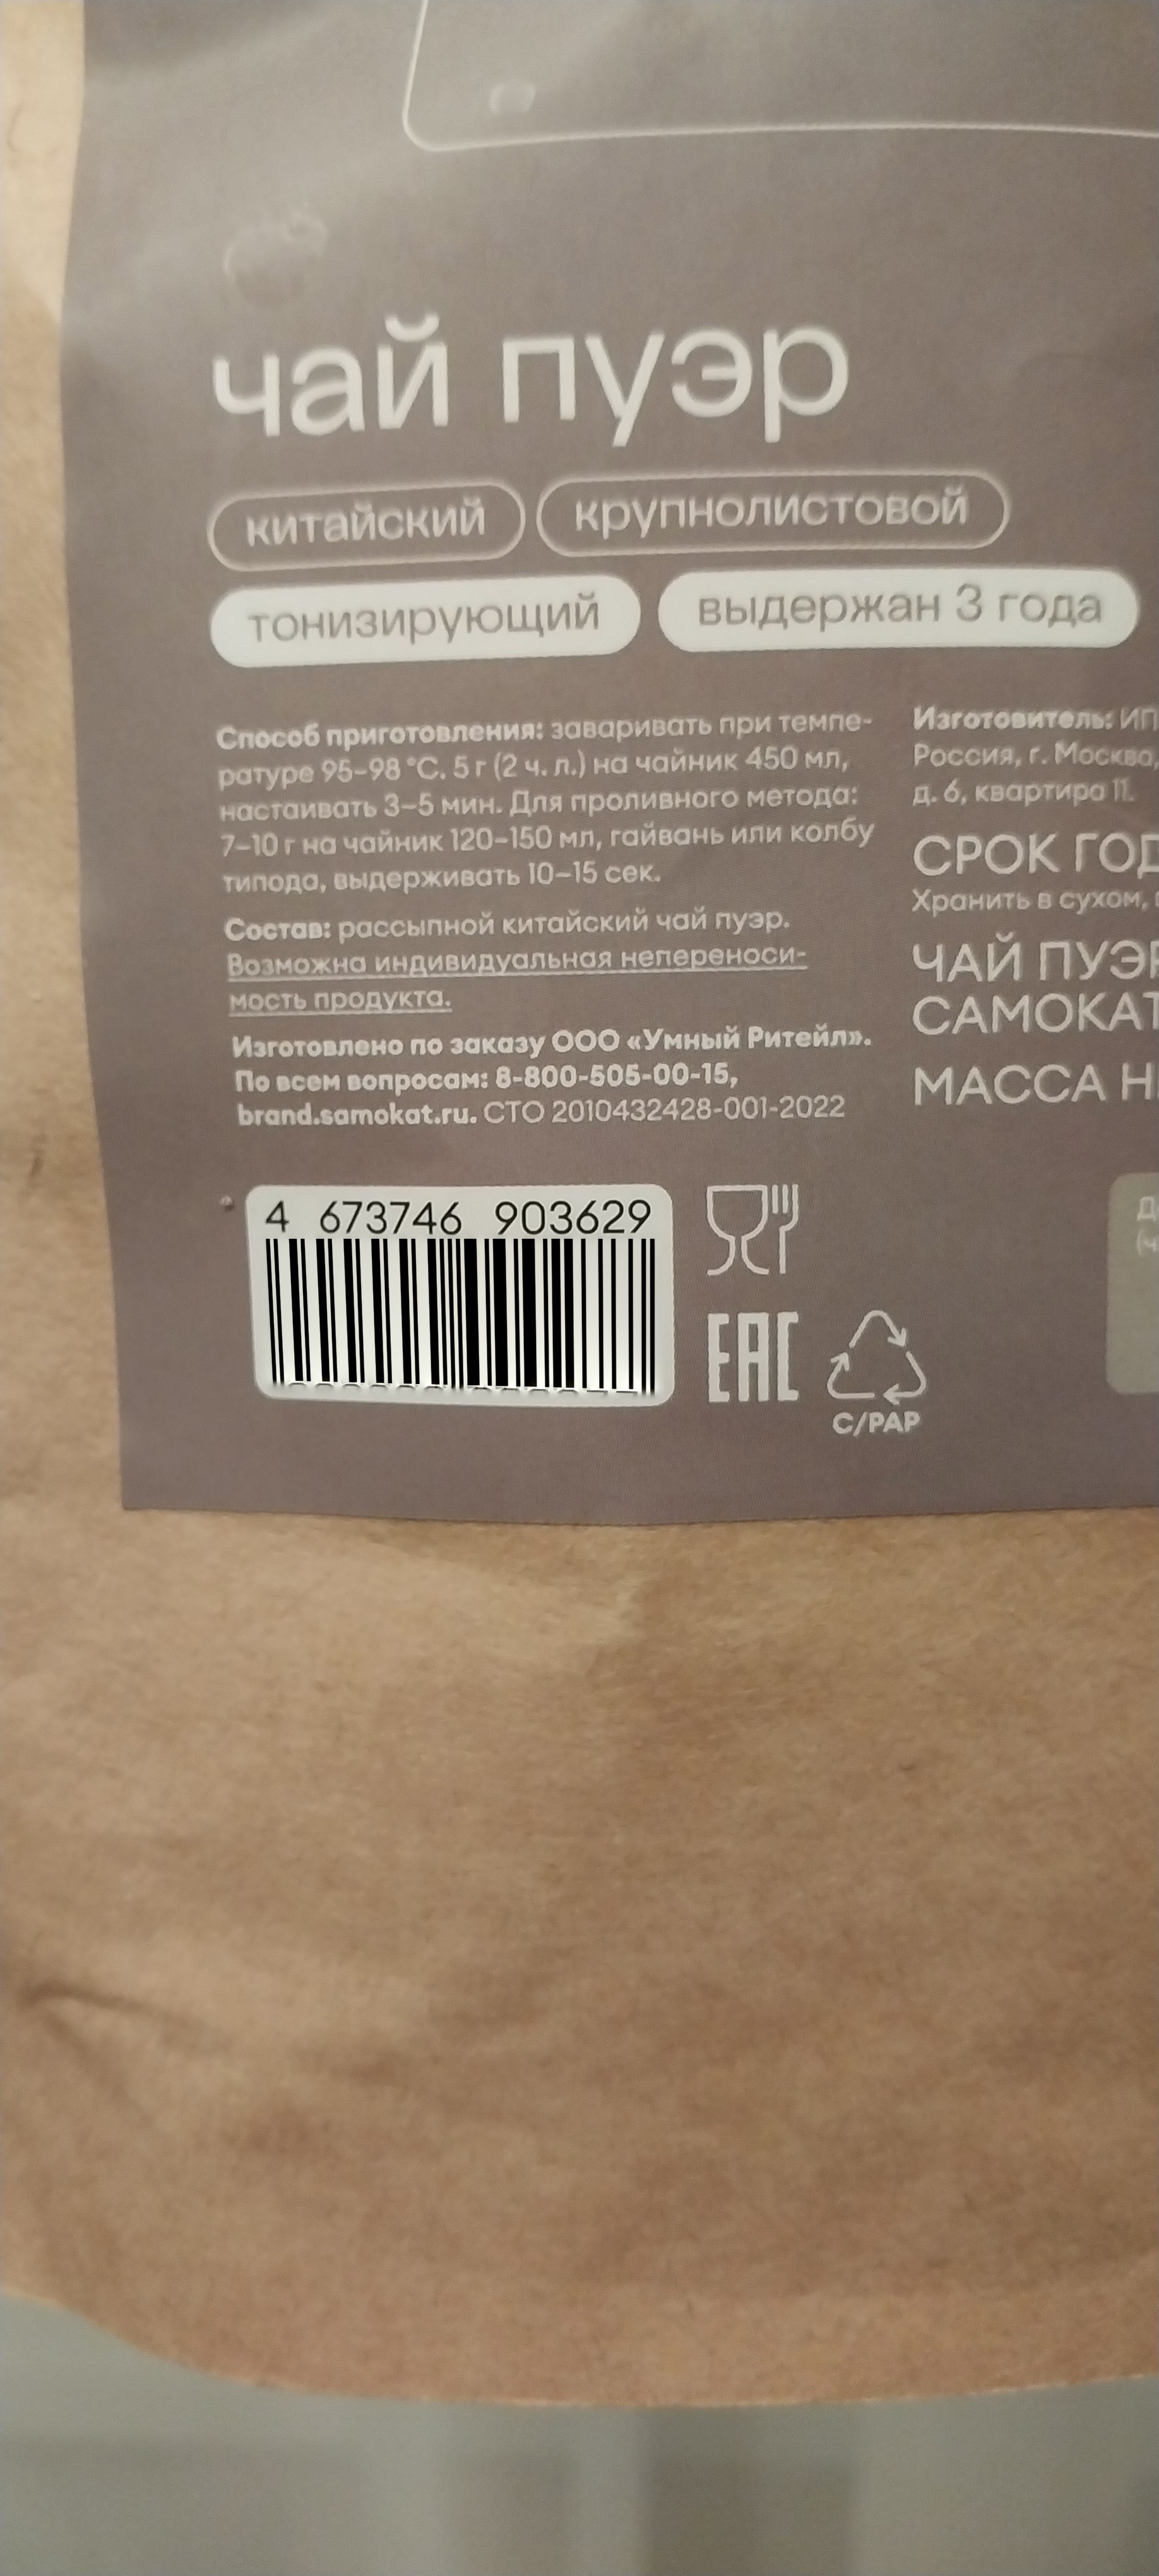 чай пуэр
китайский
крупнолистовой
тонизирующий
выдержан 3 года
Способ приготовления: заваривать при темпе-
ратуре 95–98 °C. 5 г (2 ч. л.) на чайник 450 мл,
настаивать 3–5 мин. Для проливного метода:
7–10 г на чайник 120–150 мл, гайвань или колбу
типода, выдерживать 10–15 сек.
Состав: рассыпной китайский чай пуэр.
Возможна индивидуальная непереноси-
мость продукта.
Изготовлено по заказу ООО «Умный Ритейл».
По всем вопросам: 8-800-505-00-15,
brand.samokat.ru. СТО 2010432428-001-2022
Изготовитель: ИП
Россия, г. Москва,
д. 6, квартира 11.
СРОК ГОД
Хранить в сухом,
ЧАЙ ПУЭР
САМОКАТ
МАССА Н
4 673746 903629
EAC
C/PAP